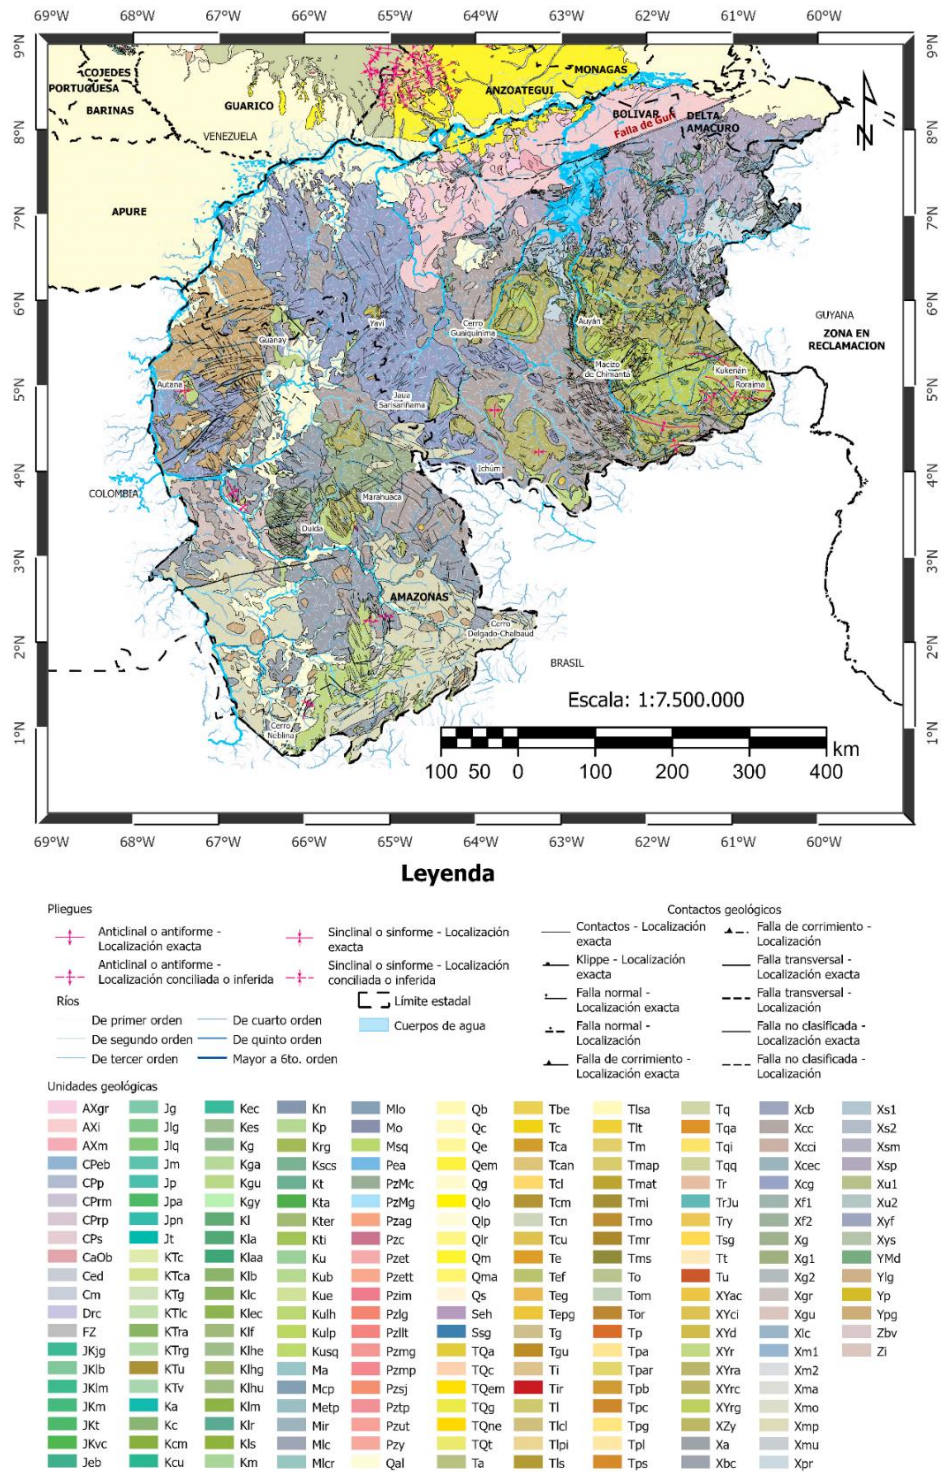 69°W 68°W 67°W 66°W 65°W 64°W 63°W 62°W 61°W 60°W
9°N 9°N
COJEDES
PORTUGUESA
BARINAS
GUARICO
VENEZUELA
ANZOATEGUI
MONAGAS
BOLIVAR
DELTA
AMACURO
Falla de Guri
N
8°N 8°N
APURE
7°N 7°N
6°N 6°N
GUYANA
ZONA EN
RECLAMACION
Yavi
Guanay
Cerro
Guaiquinima
Auyán
Macizo
de Chimantá
Kukenán
Roraima
Autana
5°N 5°N
Jaua
Sarisariñama
Ichúm
4°N 4°N
COLOMBIA
Marahuaca
Duida
3°N 3°N
AMAZONAS
Cerro
Delgado-Chalbaud
2°N 2°N
BRASIL
Escala: 1:7.500.000
Cerro
Neblina
1°N 1°N
km
100 50 0 100 200 300 400
69°W 68°W 67°W 66°W 65°W 64°W 63°W 62°W 61°W 60°W
Leyenda
Pliegues
Anticlinal o antiforme -
Localización exacta
Anticlinal o antiforme -
Localización conciliada o inferida
Sinclinal o sinforme - Localización
exacta
Sinclinal o sinforme - Localización
conciliada o inferida
Ríos
De primer orden
De segundo orden
De tercer orden
De cuarto orden
De quinto orden
Mayor a 6to. orden
Límite estadal
Cuerpos de agua
Contactos geológicos
Contactos - Localización
exacta
Klippe - Localización
exacta
Falla normal -
Localización exacta
Falla normal -
Localización
Falla de corrimiento -
Localización exacta
Falla de corrimiento -
Localización
Falla transversal -
Localización exacta
Falla transversal -
Localización
Falla no clasificada -
Localización exacta
Falla no clasificada -
Localización
Unidades geológicas
AXgr Jg Kec Kn Mlo Qb Tbe Tlsa Tq Xcb Xs1
AXi Jlg Kes Kp Mo Qc Tc Tlt Tqa Xcc Xs2
AXm Jlq Kg Krg Msq Qe Tca Tm Tqi Xcci Xsm
CPeb Jm Kga Kscs Pea Qem Tcan Tmap Tqq Xcec Xsp
CPp Jp Kgu Kt PzMc Qg Tcl Tmat Tr Xcg Xu1
CPrm Jpa Kgy Kta PzMg Qlo Tcm Tmi TrJu Xf1 Xu2
CPrp Jpn Kl Kter Pzag Qlp Tcn Tmo Try Xf2 Xyf
CPs Jt Kla Kti Pzc Qlr Tcu Tmr Tsg Xg Xys
CaOb KTc Klaa Ku Pzet Qm Te Tms Tt Xg1 YMd
Ced KTca Klb Kub Pzett Qma Tef To Tu Xg2 Ylg
Cm KTg Klc Kue Pzim Qs Teg Tom XYac Xgr Yp
Drc KTlc Klec Kulh Pzlg Seh Tepg Tor XYci Xgu Ypg
FZ KTra Klf Kulp Pzllt Ssg Tg Tp XYd Xlc Zbv
JKjg KTrg Klhe Kusq Pzmg TQa Tgu Tpa XYr Xm1 Zi
JKlb KTu Klhg Ma Pzmp TQc Ti Tpar XYra Xm2
JKlm KTv Klhu Mcp Pzsj TQem Tir Tpb XYrc Xma
JKm Ka Klm Metp Pztp TQg Tl Tpc XYrg Xmo
JKt Kc Klr Mir Pzut TQne Tlcl Tpg XZy Xmp
JKvc Kcm Kls Mlc Pzy TQt Tlpi Tpl Xa Xmu
Jeb Kcu Km Mlcr Qal Ta Tls Tps Xbc Xpr